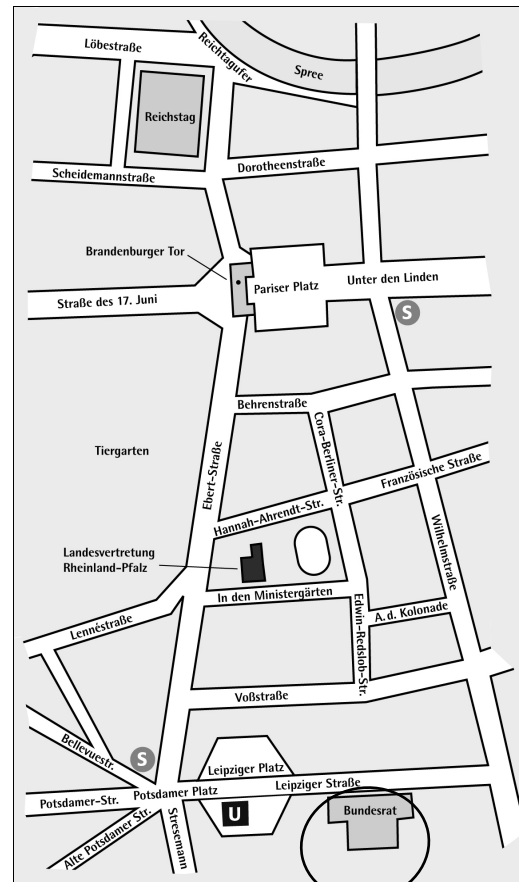 Löbestraße
Reichtagufer
Spree
Reichstag
Scheidemannstraße
Dorotheenstraße
Brandenburger Tor
Pariser Platz
Unter den Linden
Straße des 17. Juni
S
Behrenstraße
Cora-Berliner-Str.
Tiergarten
Ebert-Straße
Französische Straße
Hannah-Ahrendt-Str.
Wilhelmstraße
Landesvertretung
Rheinland-Pfalz
In den Ministergärten
Edwin-Redslob-Str.
A. d. Kolonade
Lennéstraße
Voßstraße
Bellevuestr.
S
Leipziger Platz
Leipziger Straße
Potsdamer-Str.
Potsdamer Platz
U
Bundesrat
Alte Potsdamer Str.
Stresemann